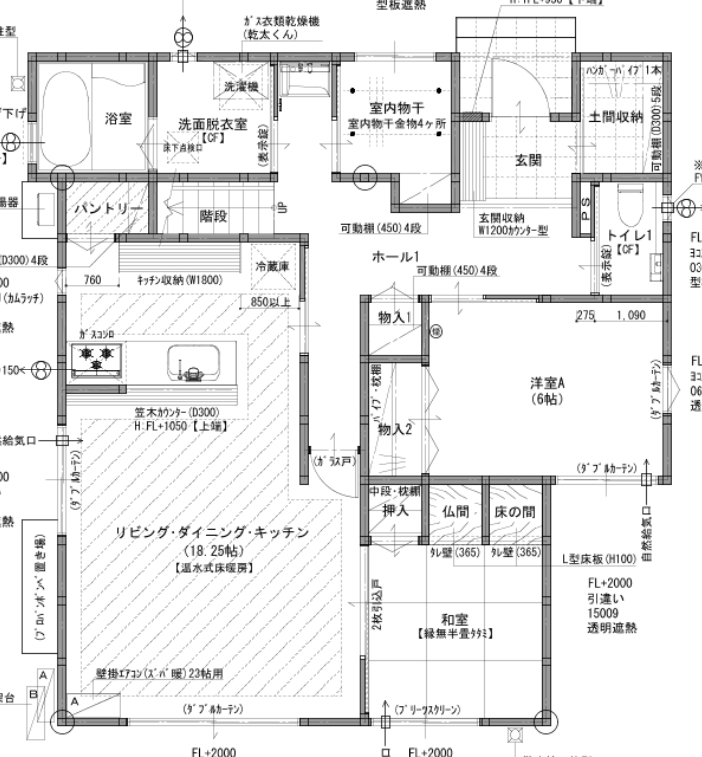 型板遮熱
ガス衣類乾燥機
(乾太くん)
洗濯機
浴室
洗面脱衣室
【CF】
床下点検口
(表示錠)
室内物干
室内物干金物4ヶ所
玄関
ハンガーパイプ1本
土間収納
可動棚(D300)5段
パントリー
階段
UP
可動棚(450)4段
玄関収納
W1200カウンター型
PS
トイレ1
【CF】
(表示錠)
(D300)4段
760
キッチン収納(W1800)
冷蔵庫
850以上
ホール1
可動棚(450)4段
(カムラッチ)
物入1
275
1,090
ガスコンロ
150
洋室A
(6帖)
(ダブルカーテン)
パイプ・枕棚
物入2
笠木カウンター(D300)
H:FL+1050【上端】
(ダブルカーテン)
(ガラス戸)
(ダブルカーテン)
中段・枕棚
押入
仏間
床の間
タレ壁(365)
タレ壁(365)
自然給気口
L型床板(H100)
リビング・ダイニング・キッチン
(18.25帖)
【温水式床暖房】
(プロパンボンベ置き場)
2枚引込戸
和室
【縁無半畳タタミ】
FL+2000
引違い
15009
透明遮熱
壁掛エアコン(ズバ暖)23帖用
A
B
A
(ダブルカーテン)
(プリーツスクリーン)
FL+2000
FL+2000